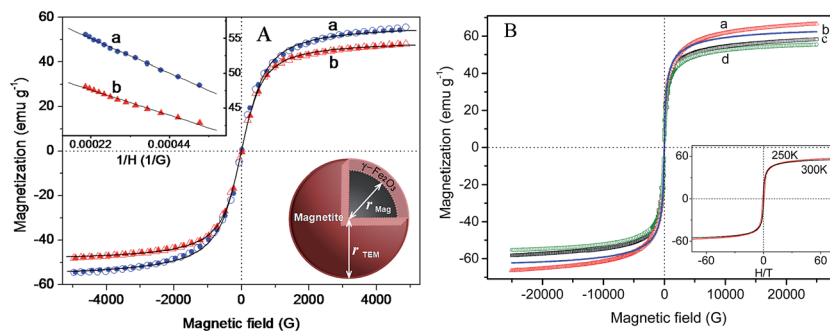 A
a
b
60
40
20
0
-20
-40
-60
Magnetization (emu g⁻¹)
-4000
-2000
0
2000
4000
Magnetic field (G)
a
b
55
50
45
0.00022
0.00044
1/H (1/G)
γ-Fe₂O₃
r Mag
Magnetite
r TEM
B
a
b
c
d
60
40
20
0
-20
-40
-60
Magnetization (emu g⁻¹)
-20000
-10000
0
10000
20000
Magnetic field (G)
250K
300K
60
0
-60
-60
0
60
H/T